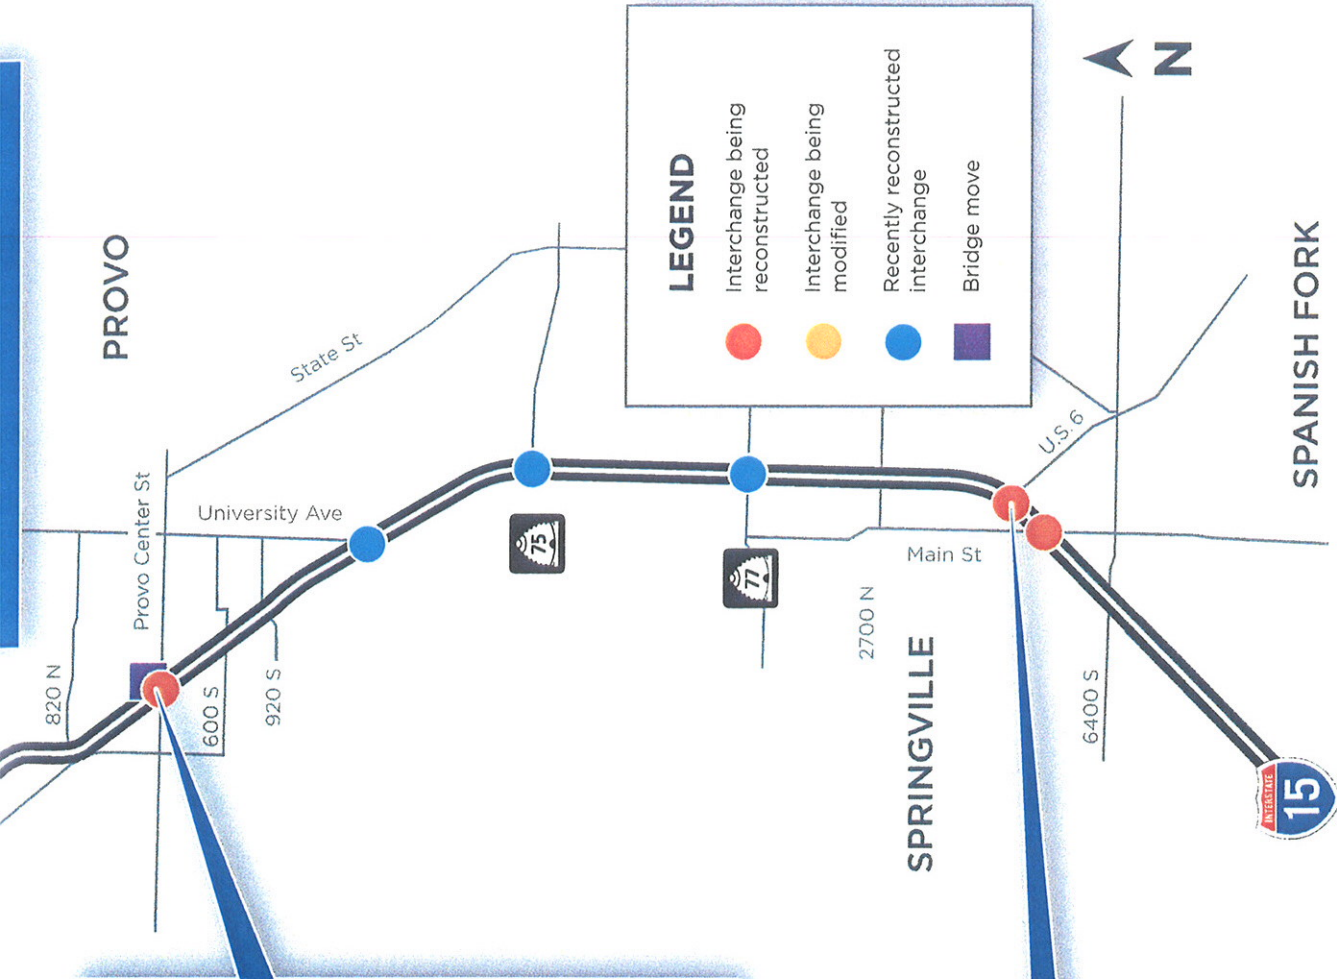 PROVO
820 N
Provo Center St
State St
University Ave
600 S
920 S
75
77
2700 N
SPRINGVILLE
Main St
U.S. 6
6400 S
SPANISH FORK
INTERSTATE
15
LEGEND
Interchange being
reconstructed
Interchange being
modified
Recently reconstructed
interchange
Bridge move
N